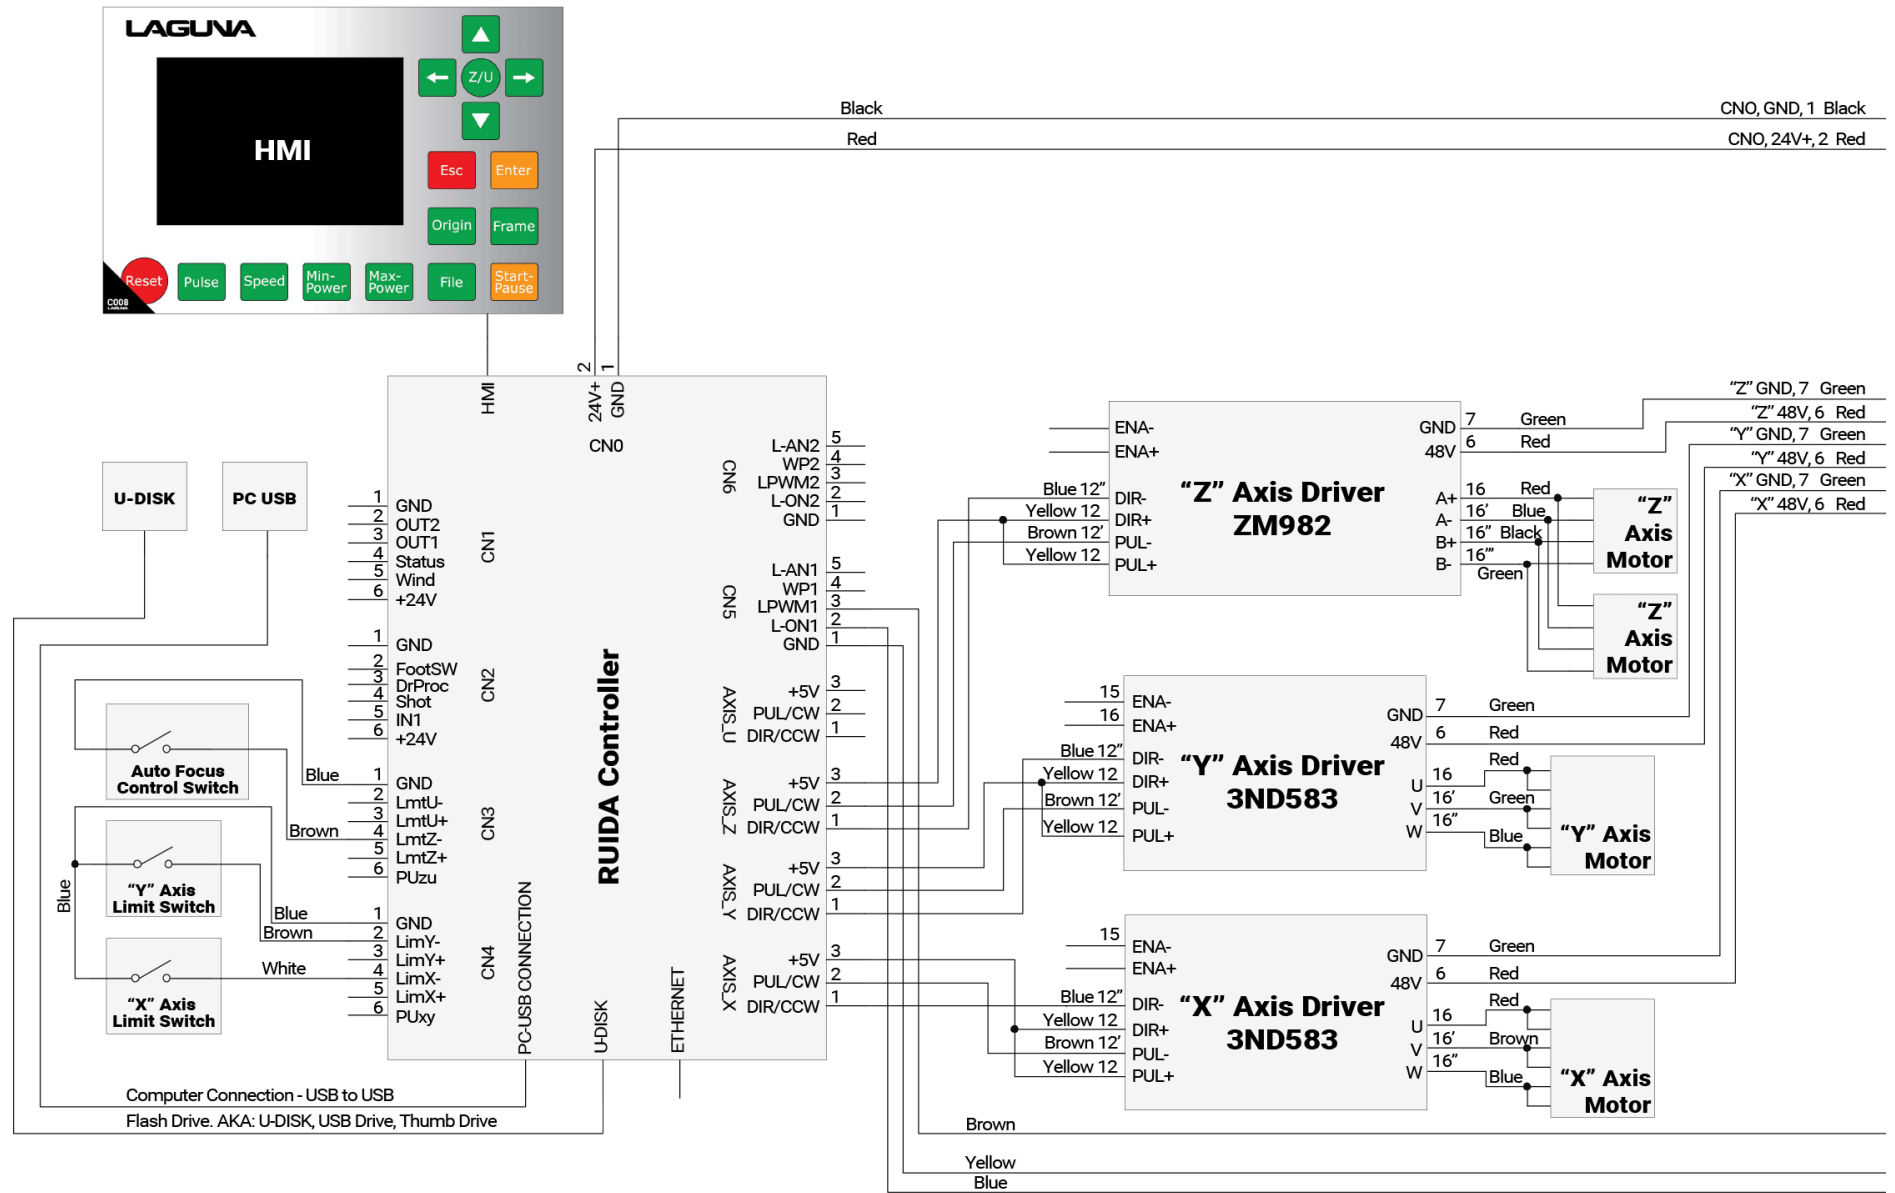 LAGUNA
HMI
Z/U
Esc
Enter
Origin
Frame
Reset
Pulse
Speed
Min-
Power
Max-
Power
File
Start-
Pause
C008
LAGUNA
Black
CNO, GND, 1 Black
Red
CNO, 24V+, 2 Red
U-DISK
PC USB
HMI
2
24V+
1
GND
CN0
RUIDA Controller
CN1
1 GND
2 OUT2
3 OUT1
4 Status
5 Wind
6 +24V
CN2
1 GND
2 FootSW
3 DrProc
4 Shot
5 IN1
6 +24V
CN3
Blue 1 GND
2 LmtU-
3 LmtU+
Brown 4 LmtZ-
5 LmtZ+
6 PUzu
CN4
Blue 1 GND
Brown 2 LimY-
3 LimY+
White 4 LimX-
5 LimX+
6 PUxy
Auto Focus
Control Switch
"Y" Axis
Limit Switch
Blue
"X" Axis
Limit Switch
PC-USB CONNECTION
U-DISK
ETHERNET
Computer Connection - USB to USB
Flash Drive. AKA: U-DISK, USB Drive, Thumb Drive
CN6
L-AN2 5
WP2 4
LPWM2 3
L-ON2 2
GND 1
CN5
L-AN1 5
WP1 4
LPWM1 3
L-ON1 2
GND 1
AXIS_U
+5V 3
PUL/CW 2
DIR/CCW 1
AXIS_Z
+5V 3
PUL/CW 2
DIR/CCW 1
AXIS_Y
+5V 3
PUL/CW 2
DIR/CCW 1
AXIS_X
+5V 3
PUL/CW 2
DIR/CCW 1
"Z" Axis Driver
ZM982
ENA-
ENA+
Blue 12" DIR-
Yellow 12 DIR+
Brown 12' PUL-
Yellow 12 PUL+
GND 7 Green
48V 6 Red
A+ 16 Red
A- 16' Blue
B+ 16" Black
B- 16'" Green
"Z"
Axis
Motor
"Z"
Axis
Motor
"Y" Axis Driver
3ND583
15 ENA-
16 ENA+
Blue 12" DIR-
Yellow 12 DIR+
Brown 12' PUL-
Yellow 12 PUL+
GND 7 Green
48V 6 Red
U 16 Red
V 16' Green
W 16" Blue
"Y" Axis
Motor
"X" Axis Driver
3ND583
15 ENA-
ENA+
Blue 12" DIR-
Yellow 12 DIR+
Brown 12' PUL-
Yellow 12 PUL+
GND 7 Green
48V 6 Red
U 16 Red
V 16' Brown
W 16" Blue
"X" Axis
Motor
"Z" GND, 7 Green
"Z" 48V, 6 Red
"Y" GND, 7 Green
"Y" 48V, 6 Red
"X" GND, 7 Green
"X" 48V, 6 Red
Brown
Yellow
Blue